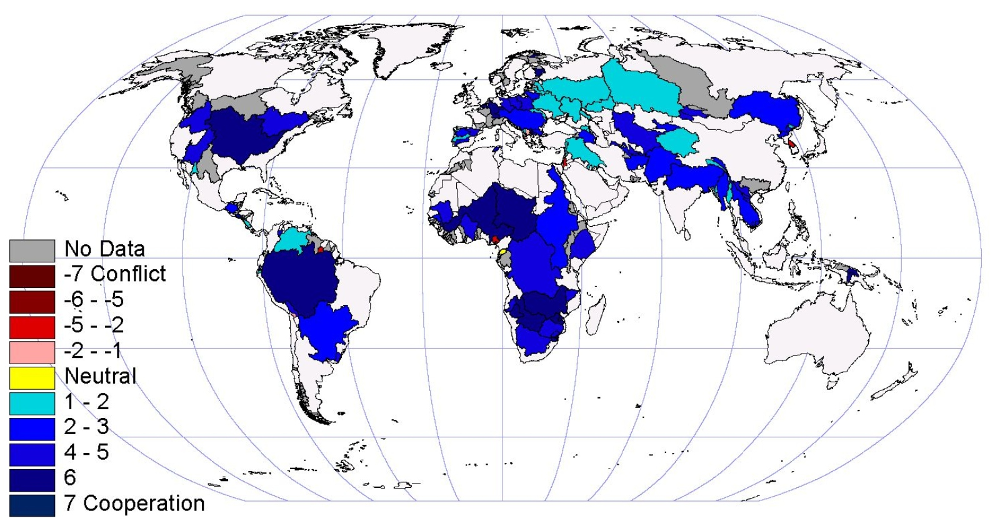 No Data
-7 Conflict
-6 - -5
-5 - -2
-2 - -1
Neutral
1 - 2
2 - 3
4 - 5
6
7 Cooperation